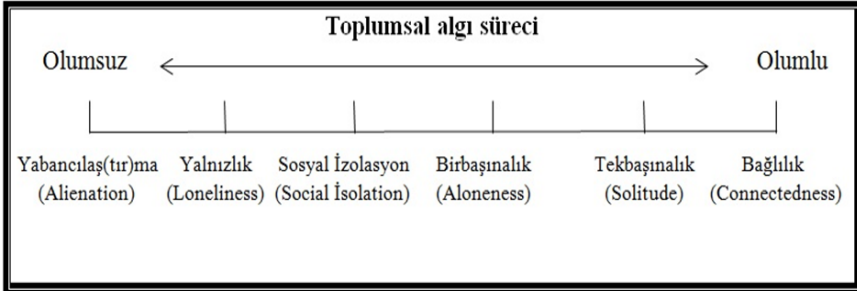 Toplumsal algı süreci
Olumsuz Olumlu
Yabancılaş(tır)ma Yalnızlık Sosyal İzolasyon Birbaşınalık Tekbaşınalık Bağlılık
(Alienation) (Loneliness) (Social İsolation) (Aloneness) (Solitude) (Connectedness)